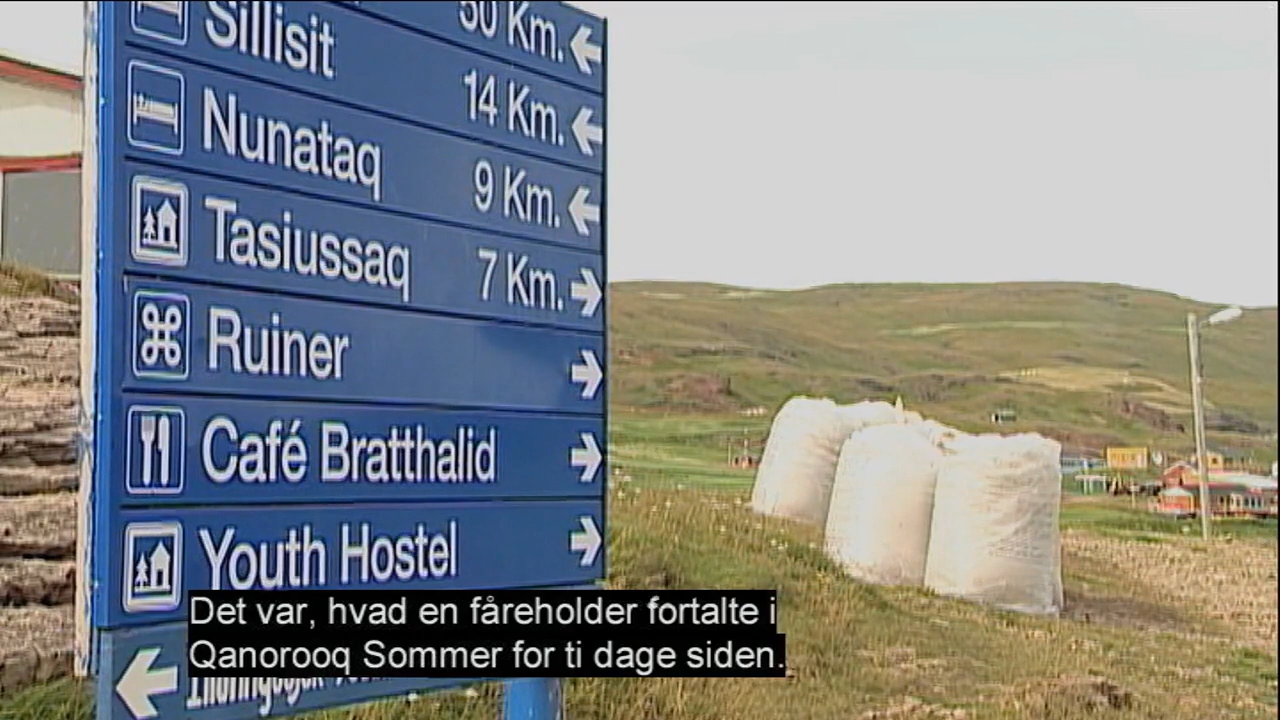 50 Km.
Sillisit 14 Km.
Nunataq 9 Km.
Tasiussaq 7 Km.
Ruiner
Café Bratthalid
Youth Hostel
Det var, hvad en fåreholder fortalte i
Qanorooq Sommer for ti dage siden.